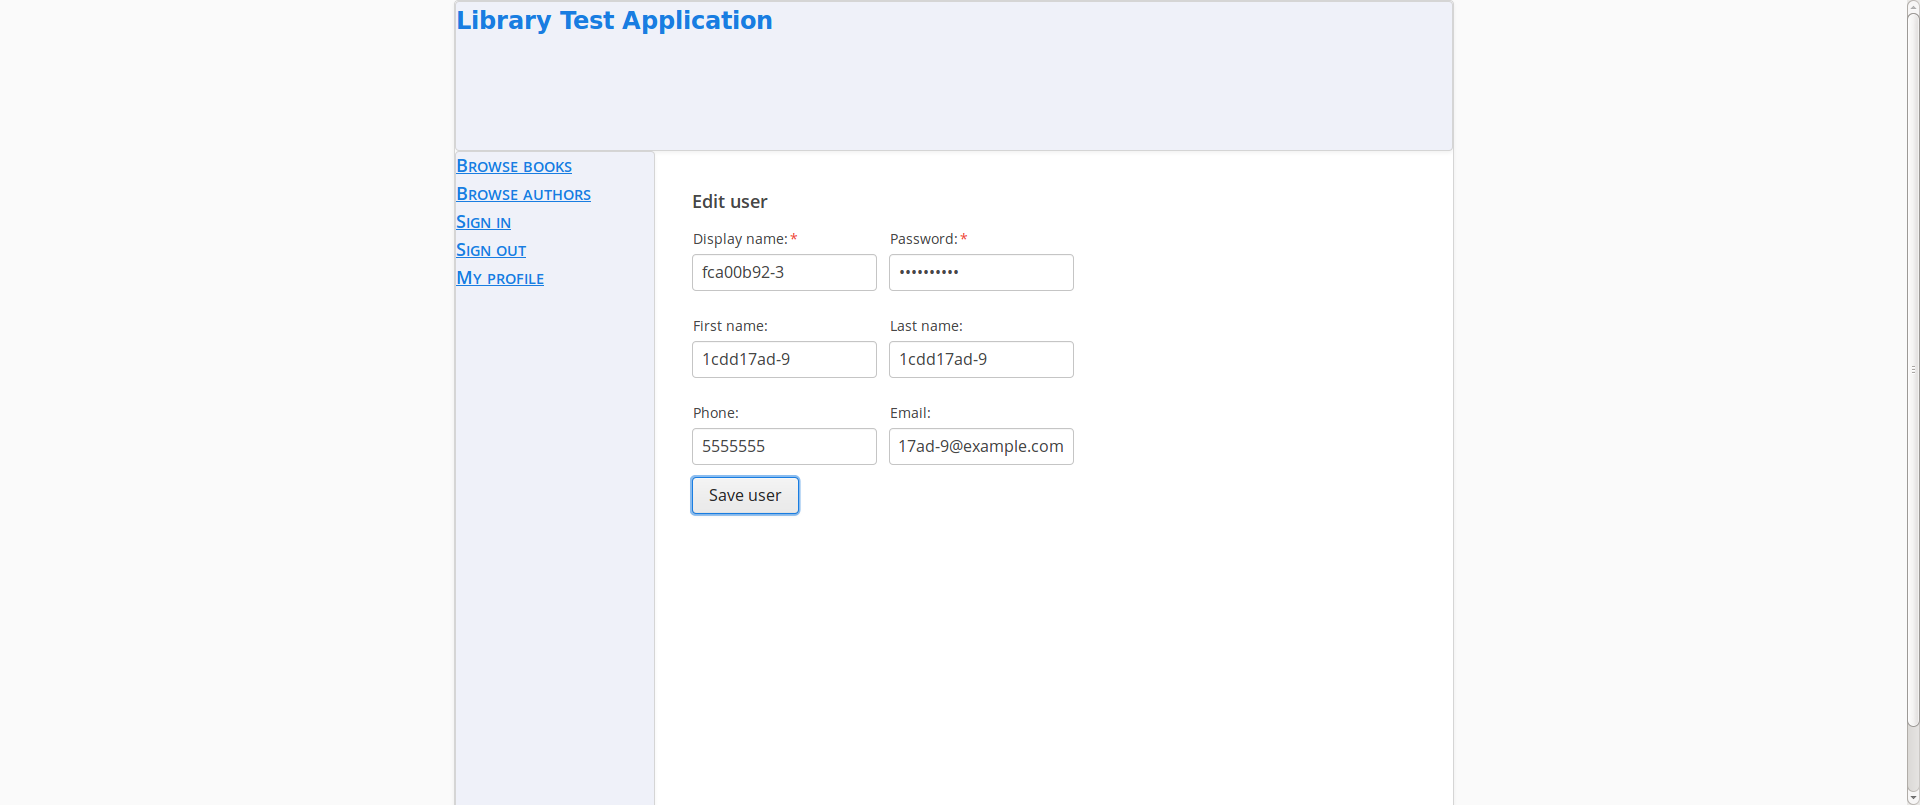 Library Test Application
Browse books
Browse authors
Sign in
Sign out
My profile
Edit user
Display name:* Password:*
fca00b92-3 ••••••••••
First name: Last name:
1cdd17ad-9 1cdd17ad-9
Phone: Email:
5555555 17ad-9@example.com
Save user